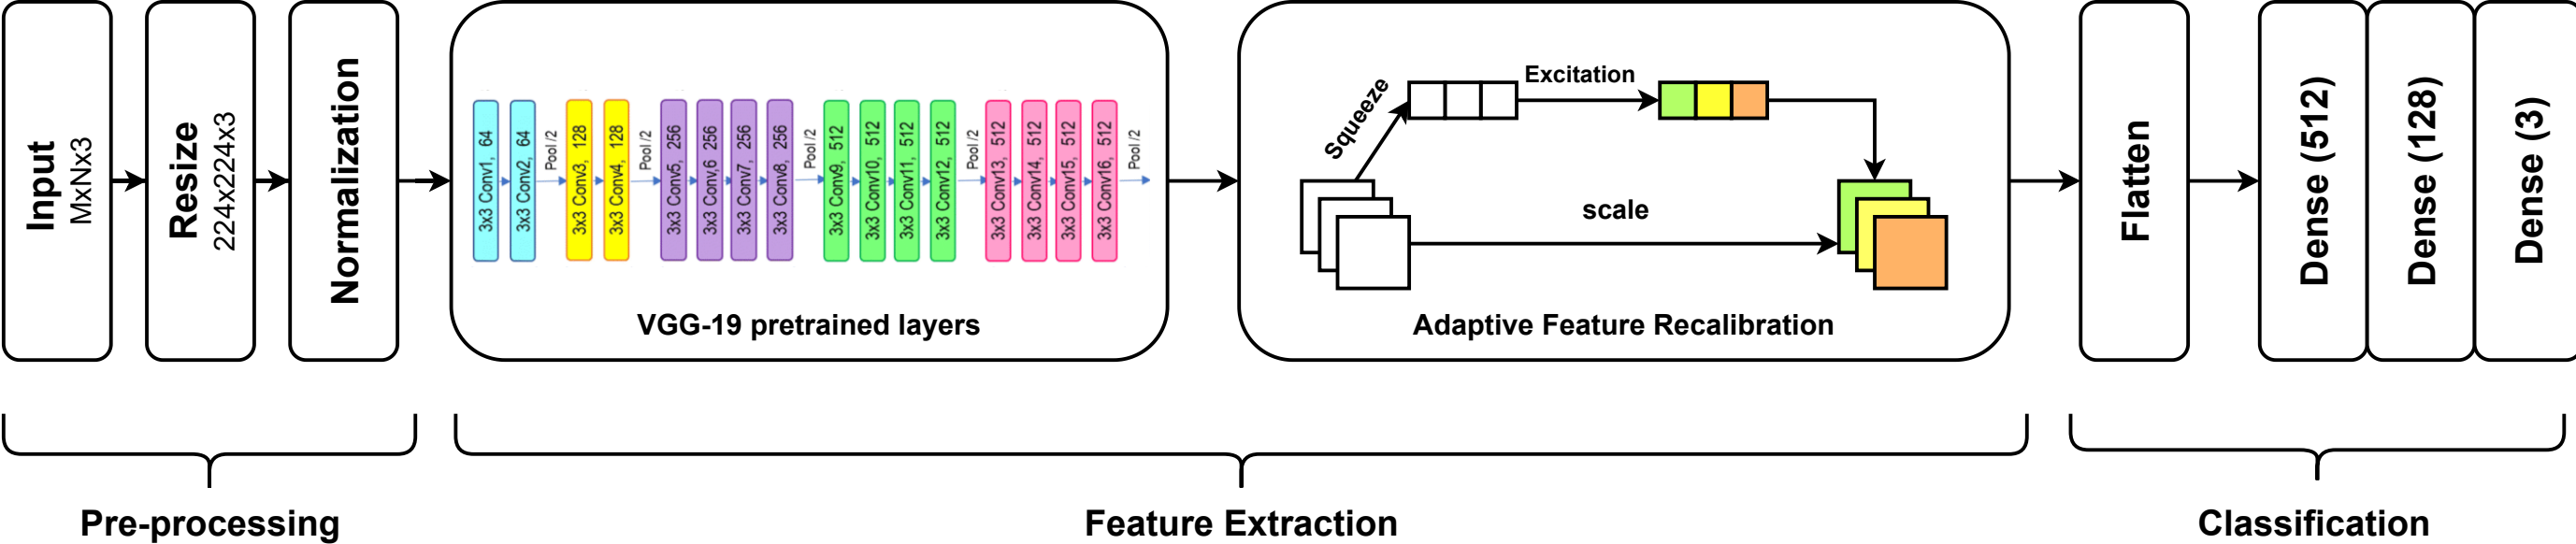 Input
MxNx3
Resize
224x224x3
Normalization
3x3 Conv1, 64
3x3 Conv2, 64
Pool /2
3x3 Conv3, 128
3x3 Conv4, 128
Pool /2
3x3 Conv5, 256
3x3 Conv,6 256
3x3 Conv7, 256
3x3 Conv8, 256
Pool /2
3x3 Conv9, 512
3x3 Conv10, 512
3x3 Conv11, 512
3x3 Conv12, 512
Pool /2
3x3 Conv13, 512
3x3 Conv14, 512
3x3 Conv15, 512
3x3 Conv16, 512
Pool /2
VGG-19 pretrained layers
Squeeze
Excitation
scale
Adaptive Feature Recalibration
Flatten
Dense (512)
Dense (128)
Dense (3)
Pre-processing
Feature Extraction
Classification